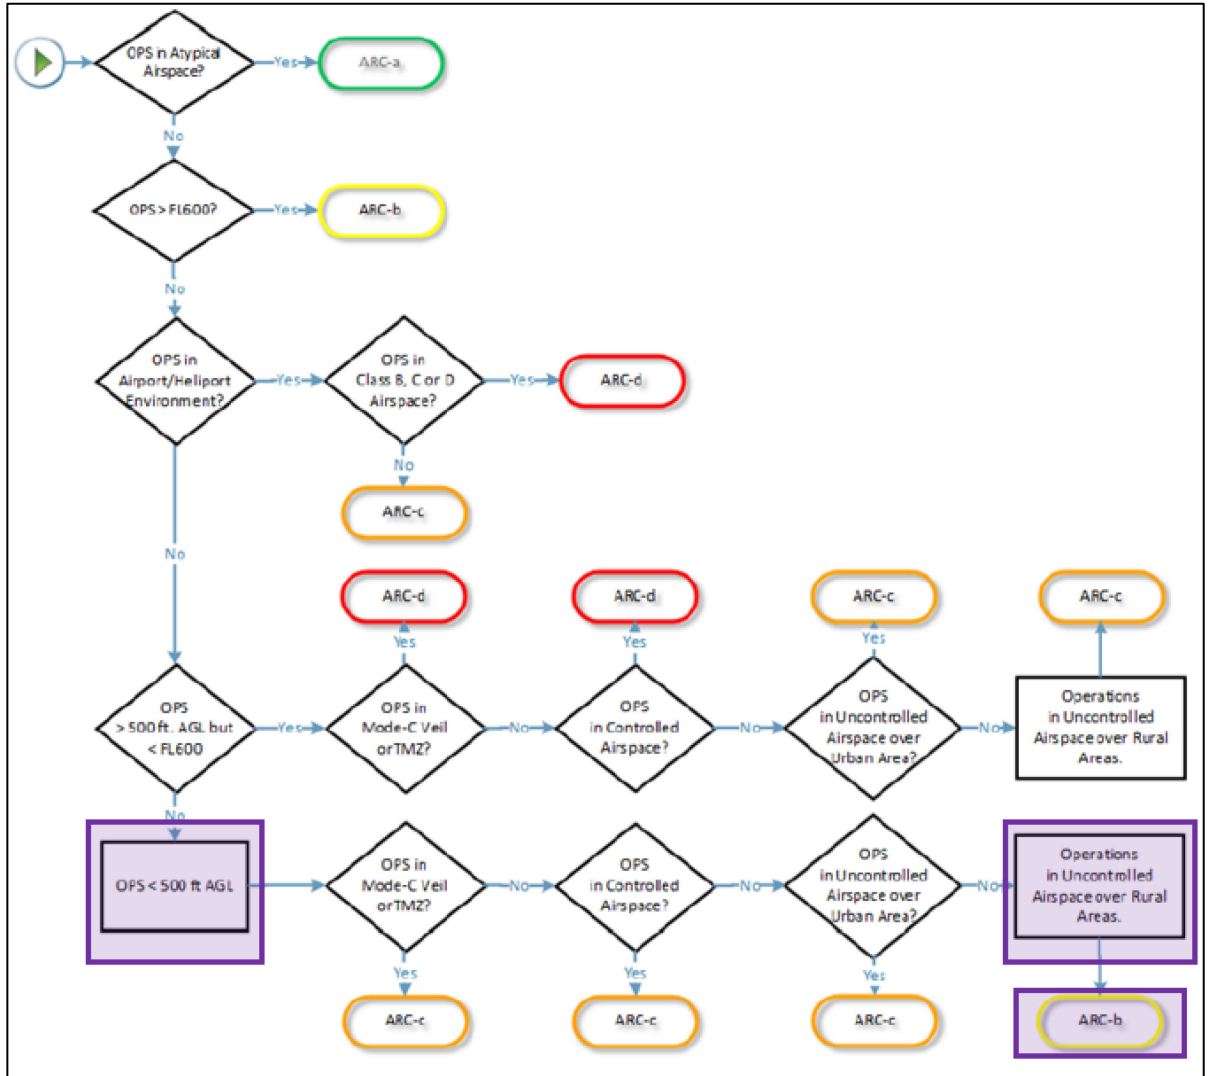 OPS in Atypical
Airspace?
Yes
ARC-a
No
OPS > FL600?
Yes
ARC-b
No
OPS in
Airport/Heliport
Environment?
Yes
OPS in
Class B, C or D
Airspace?
Yes
ARC-d
No
ARC-c
No
ARC-d
ARC-d
ARC-c
ARC-c
Yes
Yes
Yes
OPS
> 500 ft. AGL but
< FL600
Yes
OPS in
Mode-C Veil
or TMZ?
No
OPS
in Controlled
Airspace?
No
OPS
in Uncontrolled
Airspace over
Urban Area?
No
Operations
in Uncontrolled
Airspace over Rural
Areas.
No
OPS < 500 ft AGL
OPS in
Mode-C Veil
or TMZ?
No
OPS
in Controlled
Airspace?
No
OPS
in Uncontrolled
Airspace over
Urban Area?
No
Operations
in Uncontrolled
Airspace over Rural
Areas.
Yes
Yes
Yes
ARC-c
ARC-c
ARC-c
ARC-b